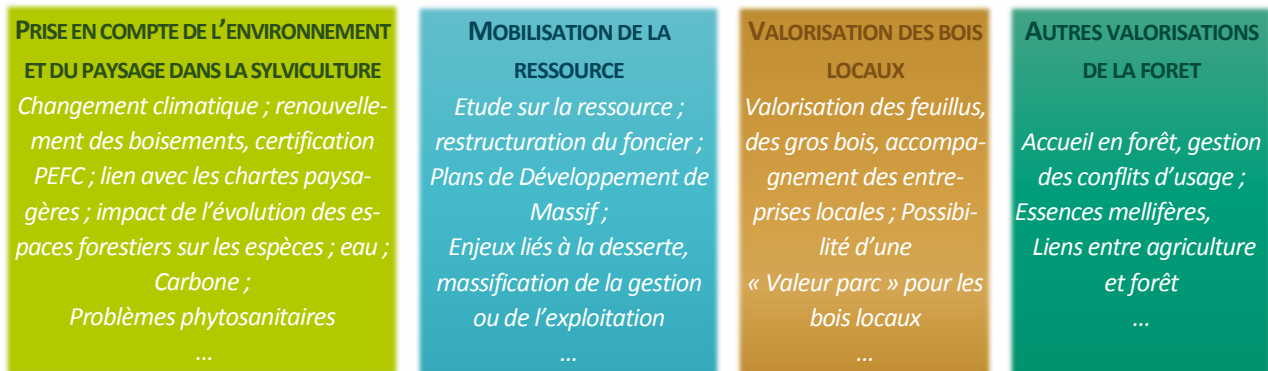 PRISE EN COMPTE DE L’ENVIRONNEMENT
ET DU PAYSAGE DANS LA SYLVICULTURE
Changement climatique ; renouvelle-
ment des boisements, certification
PEFC ; lien avec les chartes paysa-
gères ; impact de l’évolution des es-
paces forestiers sur les espèces ; eau ;
Carbone ;
Problèmes phytosanitaires
...
MOBILISATION DE LA
RESSOURCE
Etude sur la ressource ;
restructuration du foncier ;
Plans de Développement de
Massif ;
Enjeux liés à la desserte,
massification de la gestion
ou de l’exploitation
...
VALORISATION DES BOIS
LOCAUX
Valorisation des feuillus,
des gros bois, accompa-
gnement des entre-
prises locales ; Possibi-
lité d’une
« Valeur parc » pour les
bois locaux
...
AUTRES VALORISATIONS
DE LA FORET
Accueil en forêt, gestion
des conflits d’usage ;
Essences mellifères,
Liens entre agriculture
et forêt
...